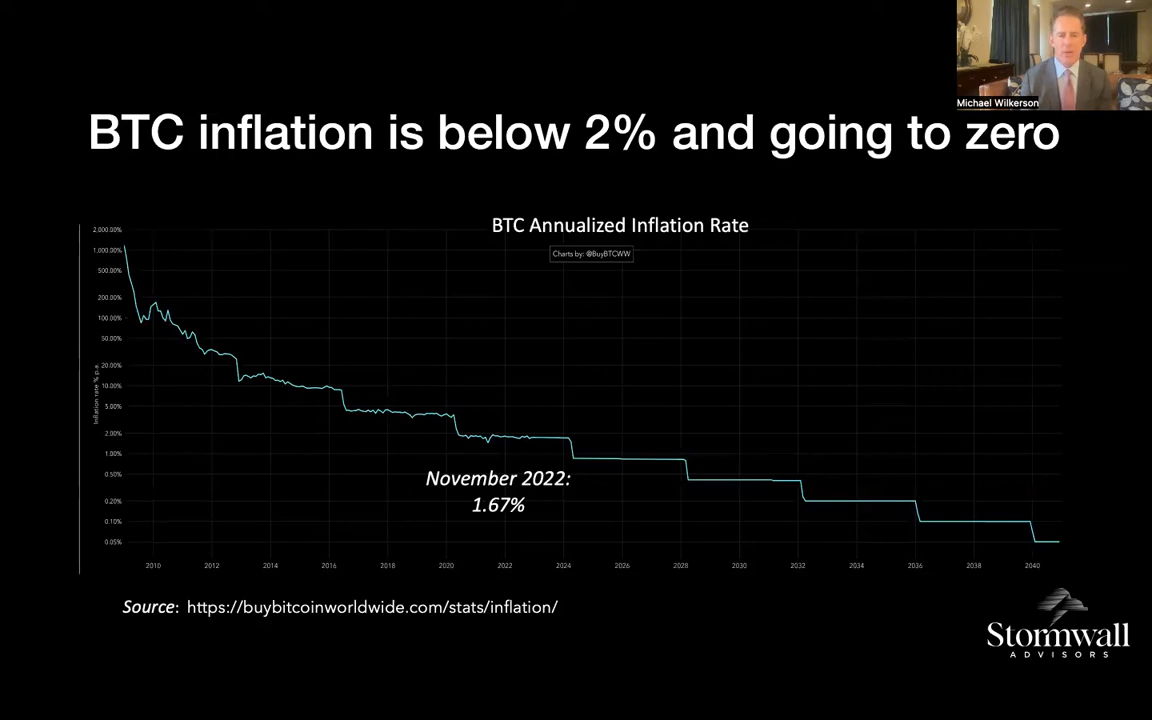 Michael Wilkerson
BTC inflation is below 2% and going to zero
BTC Annualized Inflation Rate
Charts by: @BuyBTCWW
2,000.00%
1,000.00%
500.00%
200.00%
100.00%
50.00%
20.00%
10.00%
5.00%
2.00%
1.00%
0.50%
0.20%
0.10%
0.05%
Inflation rate % p.a.
November 2022:
1.67%
2010 2012 2014 2016 2018 2020 2022 2024 2026 2028 2030 2032 2034 2036 2038 2040
Source: https://buybitcoinworldwide.com/stats/inflation/
Stormwall
ADVISORS